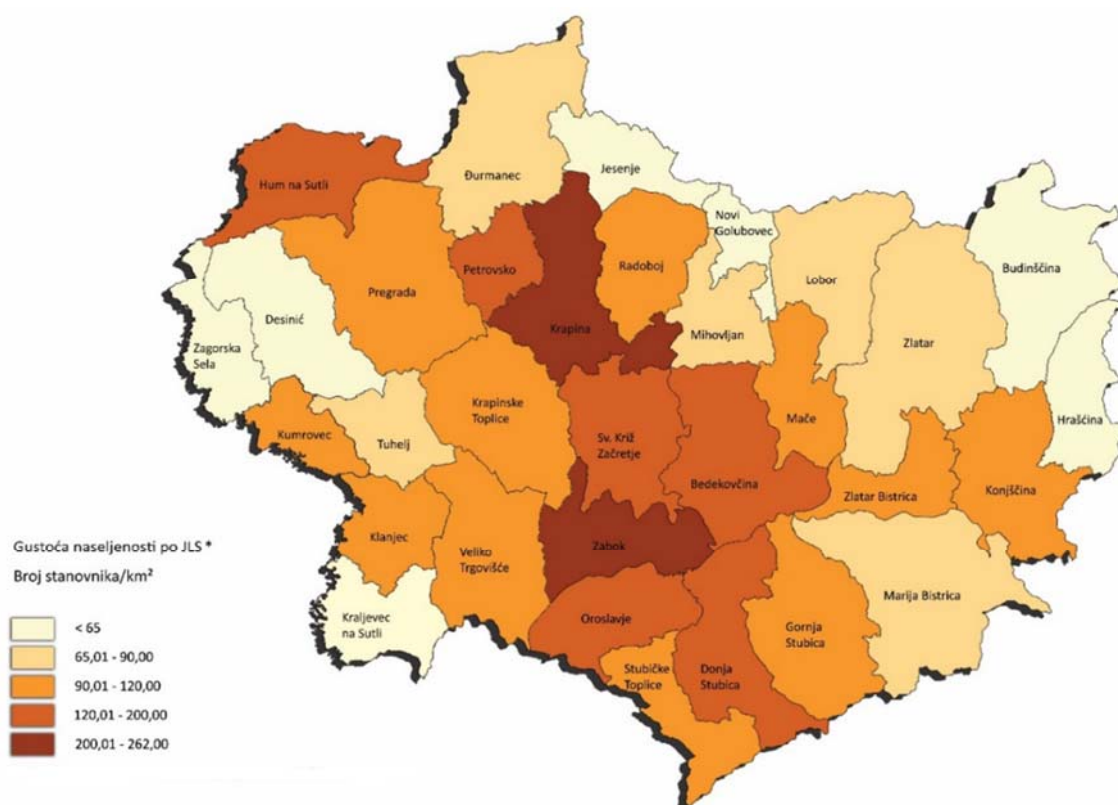 Hum na Sutli
Đurmanec
Jesenje
Novi
Golubovec
Budinščina
Petrovsko
Radoboj
Lobor
Pregrada
Desinić
Krapina
Mihovljan
Zlatar
Zagorska
Sela
Krapinske
Toplice
Mače
Hrašćina
Kumrovec
Tuhelj
Sv. Križ
Začretje
Bedekovčina
Zlatar Bistrica
Konjščina
Klanjec
Veliko
Trgovišće
Zabok
Marija Bistrica
Kraljevec
na Sutli
Oroslavje
Gornja
Stubica
Stubičke
Toplice
Donja
Stubica
Gustoća naseljenosti po JLS *
Broj stanovnika/km²
< 65
65,01 - 90,00
90,01 - 120,00
120,01 - 200,00
200,01 - 262,00